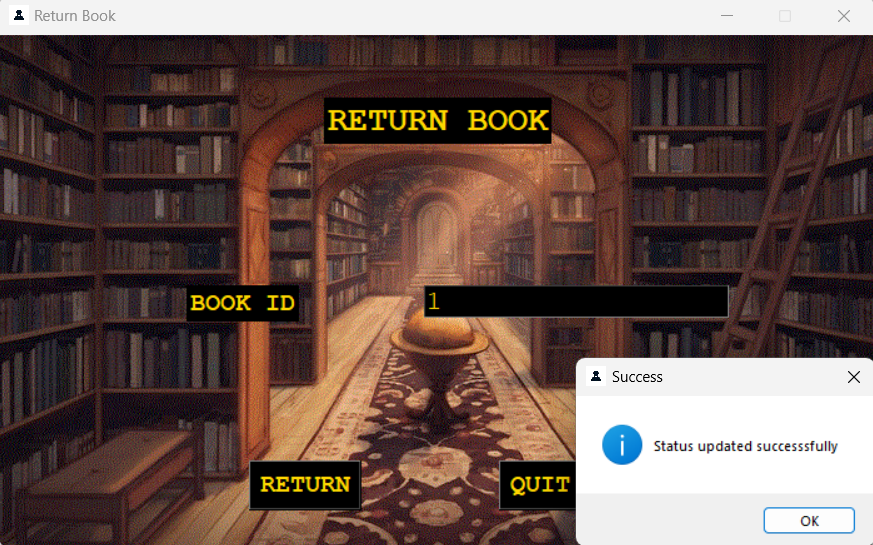 Return Book
RETURN BOOK
BOOK ID
1
RETURN
QUIT
Success
Status updated successsfully
OK